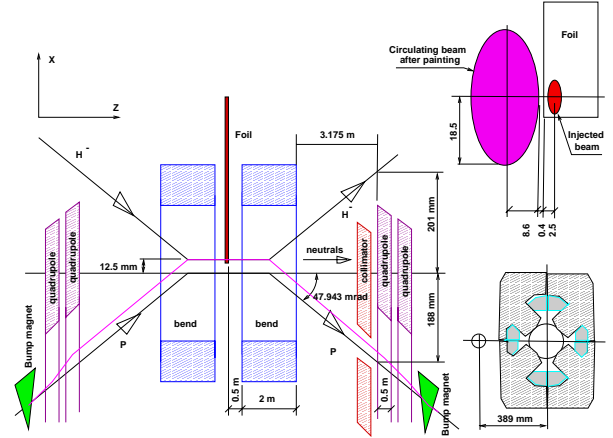 X
Z
H -
Foil
3.175 m
H -
201 mm
neutrals
collimator
quadrupole
quadrupole
quadrupole
quadrupole
12.5 mm
47.943 mrad
188 mm
bend
bend
P
P
Bump magnet
Bump magnet
0.5 m
2 m
0.5 m
Circulating beam
after painting
Foil
18.5
Injected
beam
8.6
0.4
2.5
389 mm